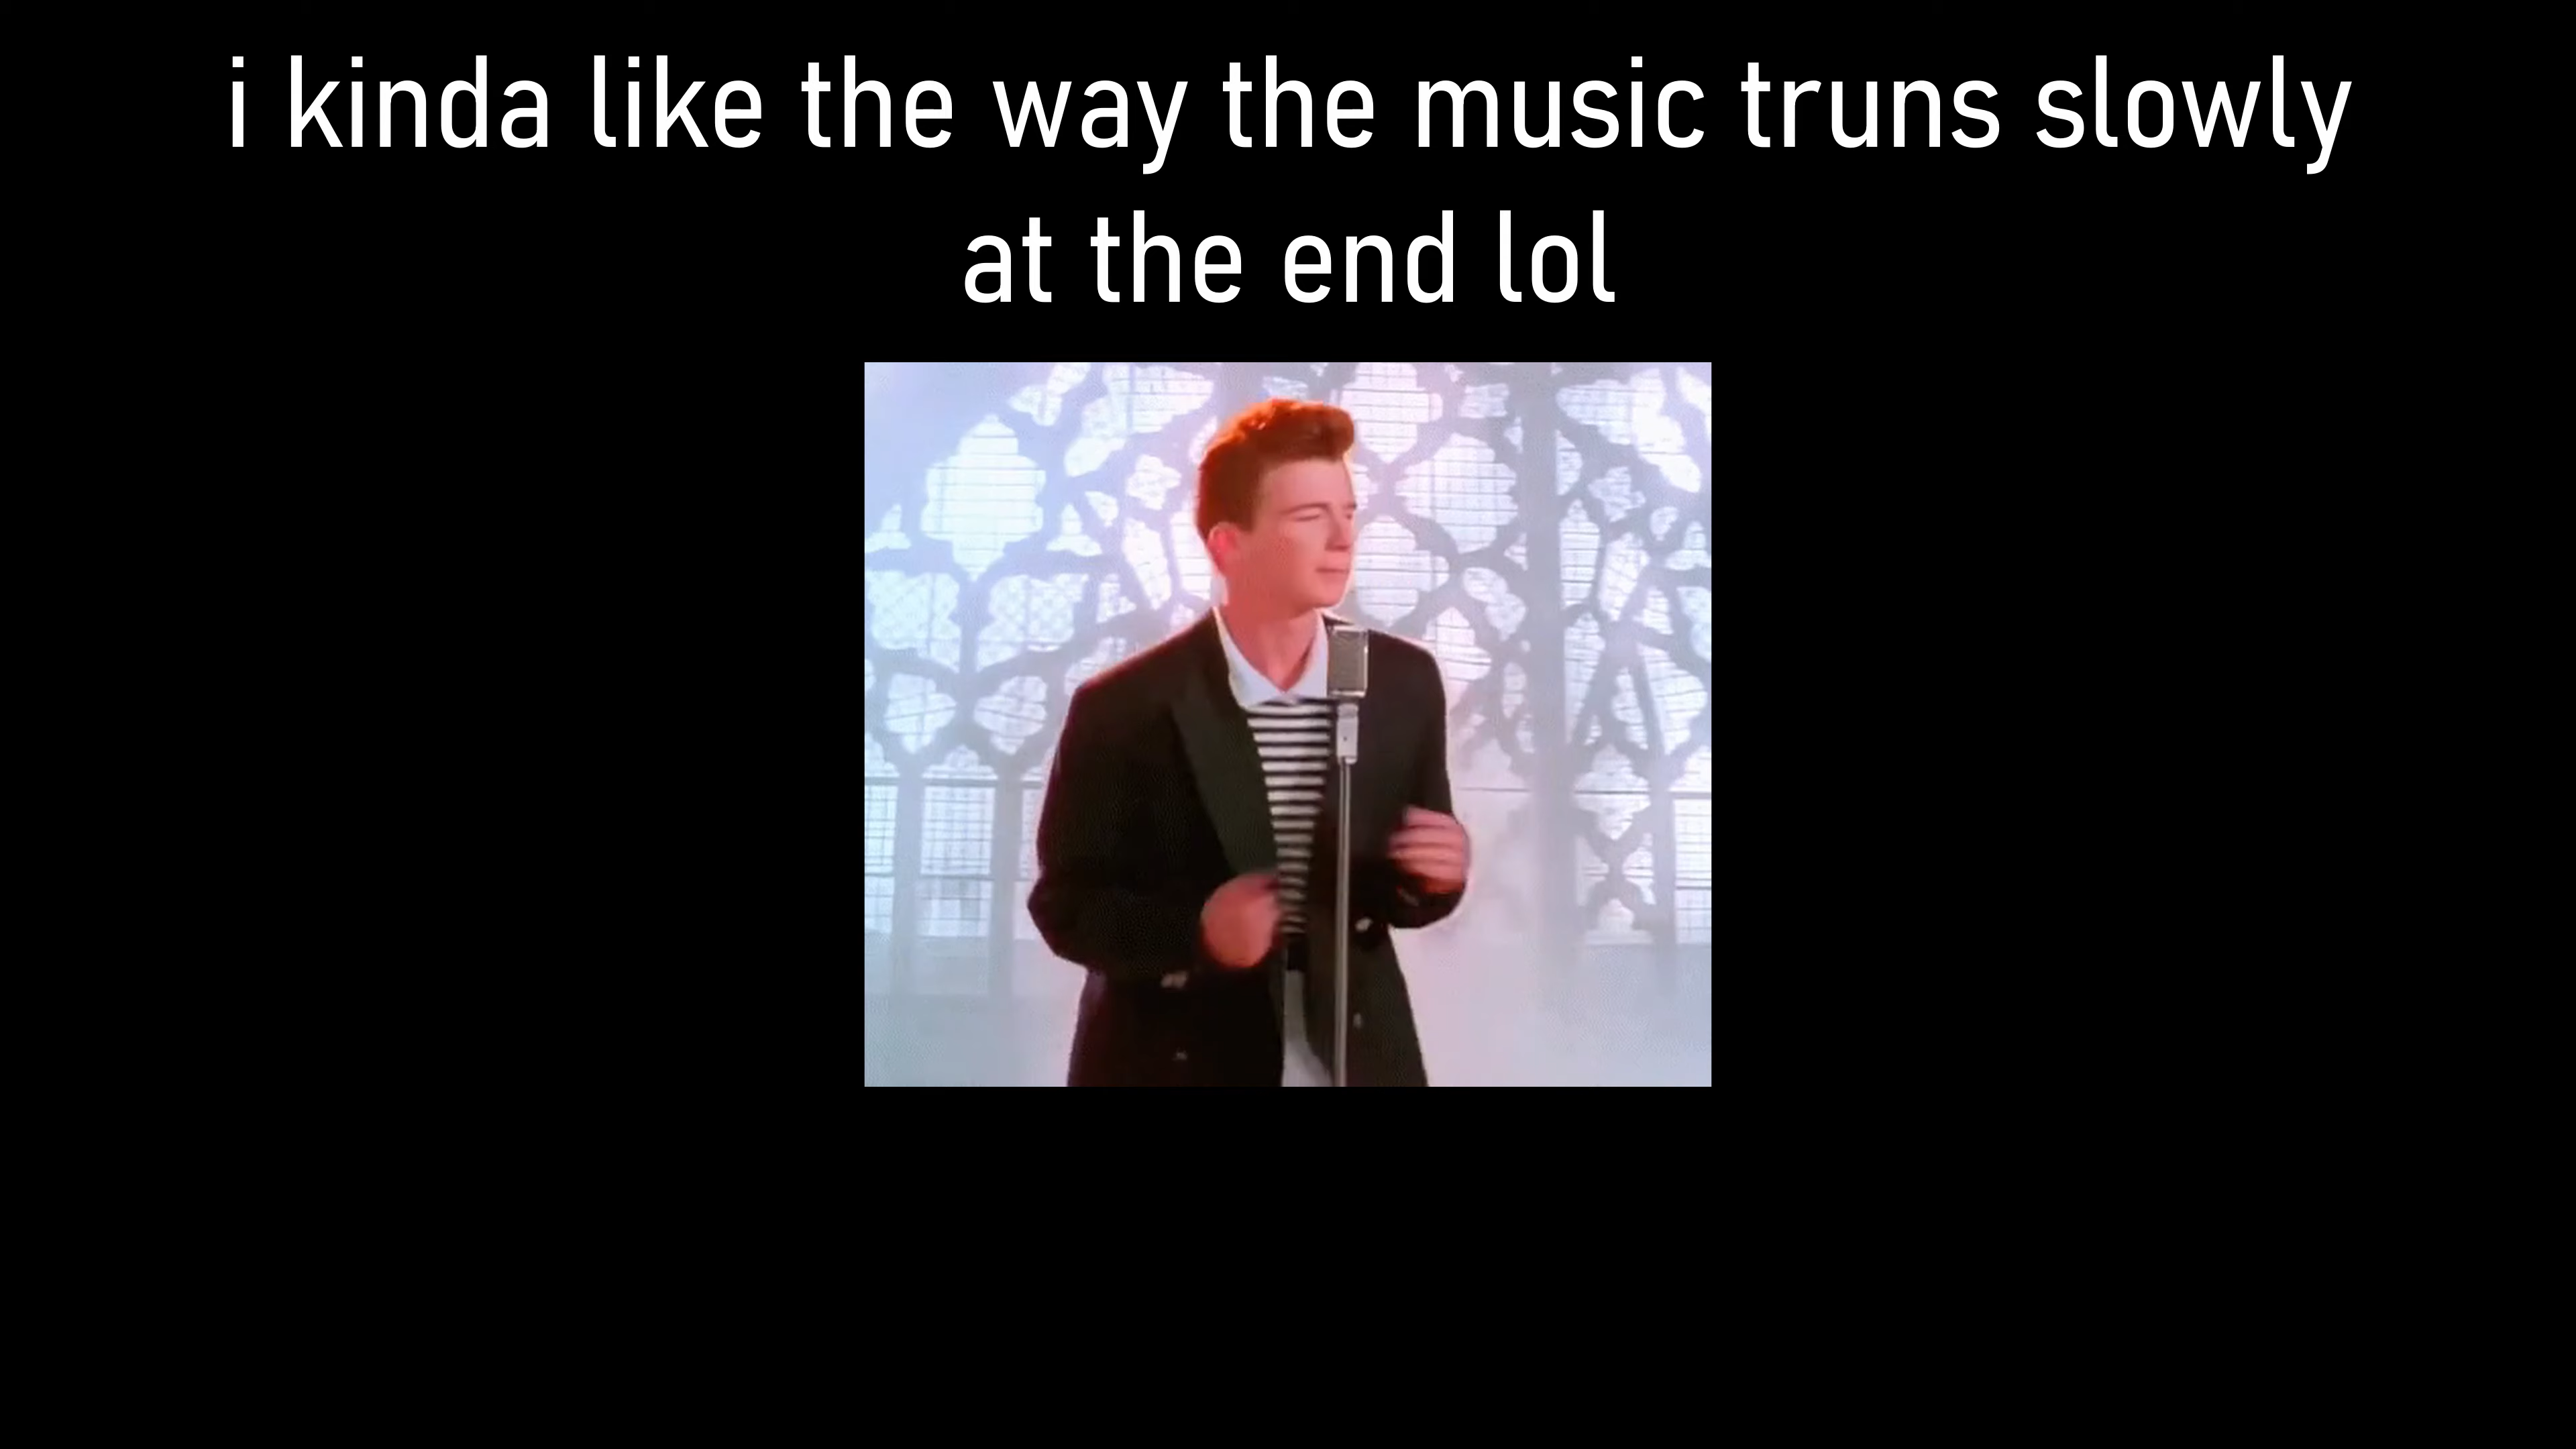 i kinda like the way the music truns slowly
at the end lol